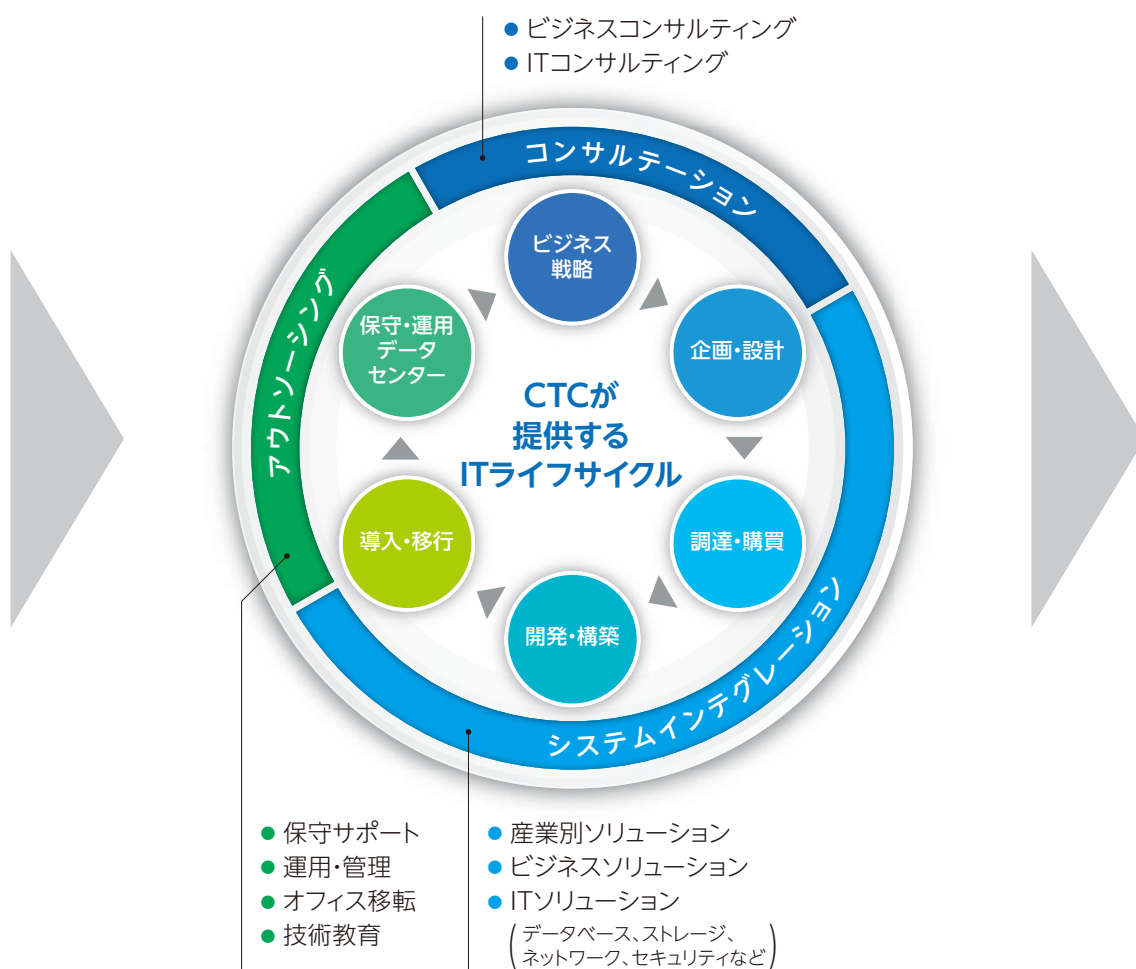 ビジネスコンサルティング
ITコンサルティング
コンサルテーション
ビジネス
戦略
企画・設計
調達・購買
開発・構築
導入・移行
保守・運用
データ
センター
CTCが
提供する
ITライフサイクル
アウトソーシング
システムインテグレーション
保守サポート
運用・管理
オフィス移転
技術教育
産業別ソリューション
ビジネスソリューション
ITソリューション
(データベース、ストレージ、
ネットワーク、セキュリティなど)